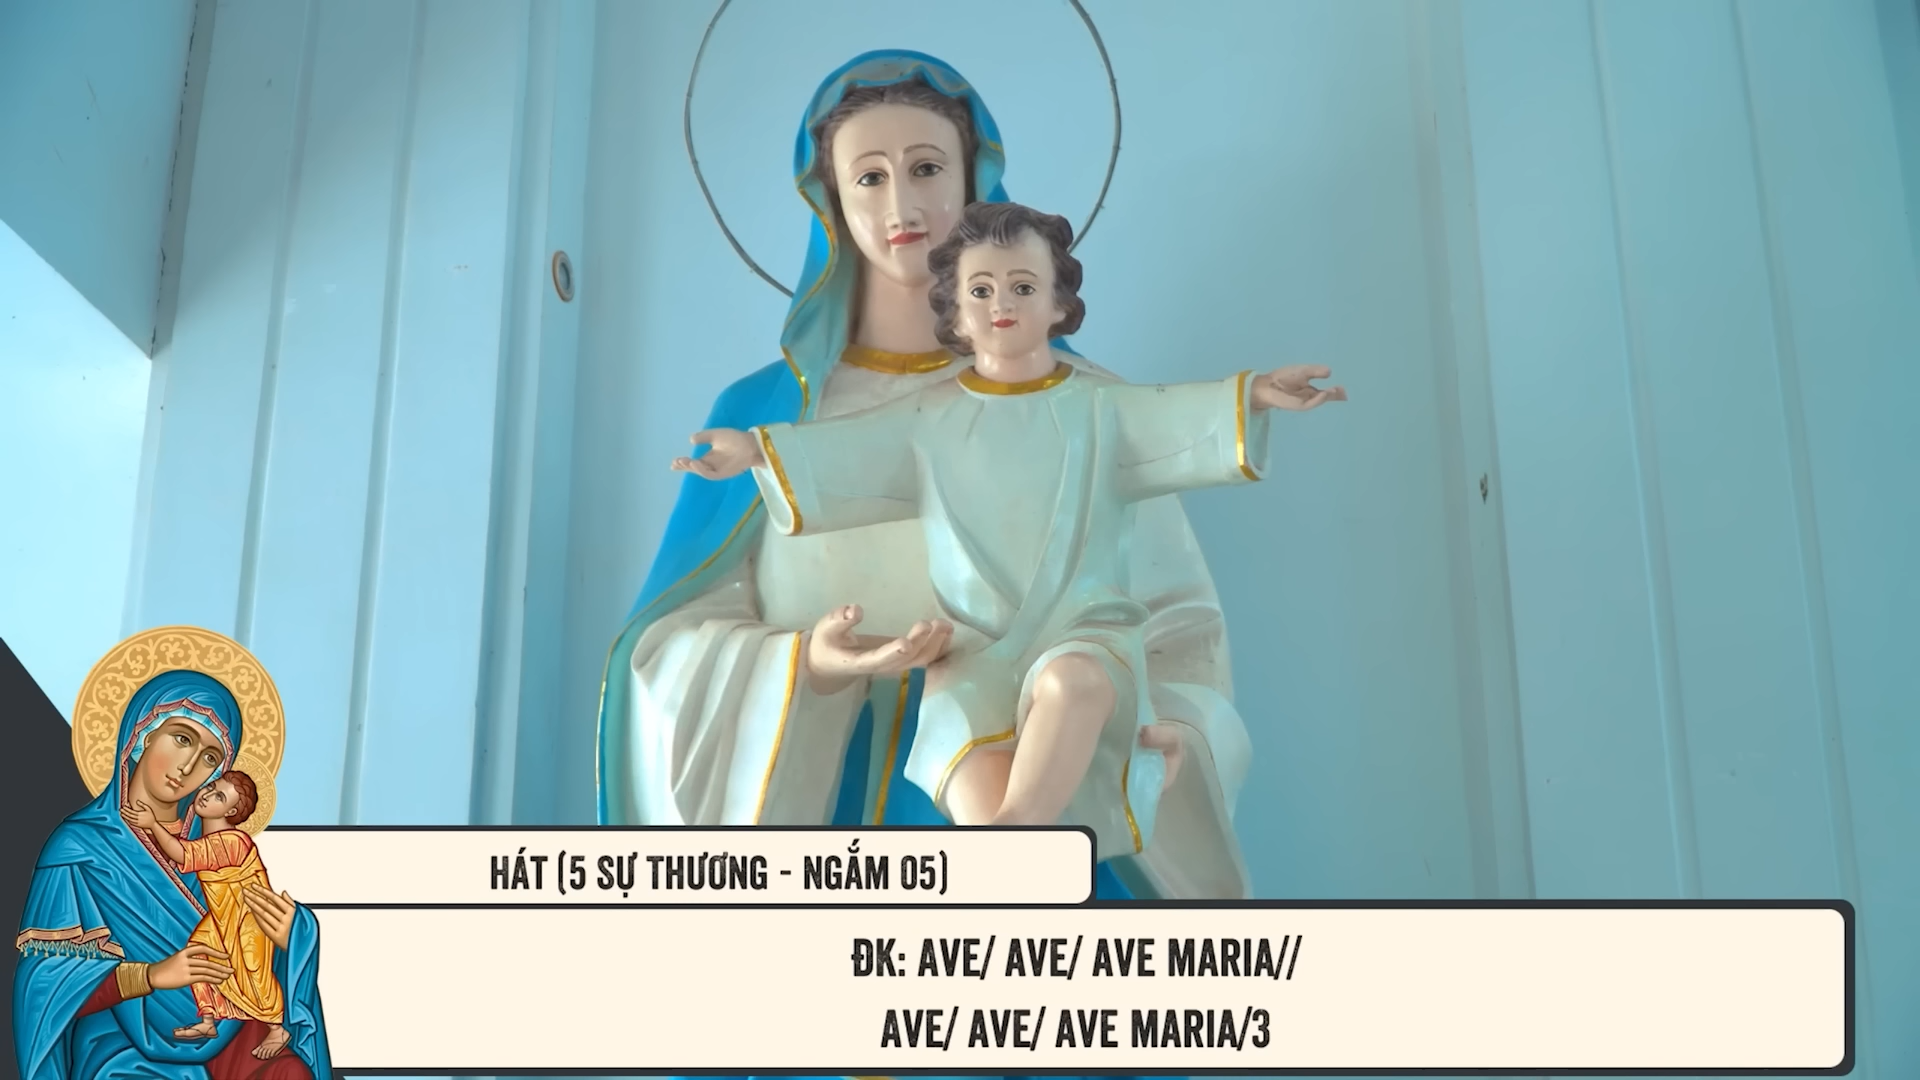 HÁT (5 SỰ THƯƠNG - NGẮM 05)
ĐK: AVE/ AVE/ AVE MARIA//
AVE/ AVE/ AVE MARIA/3